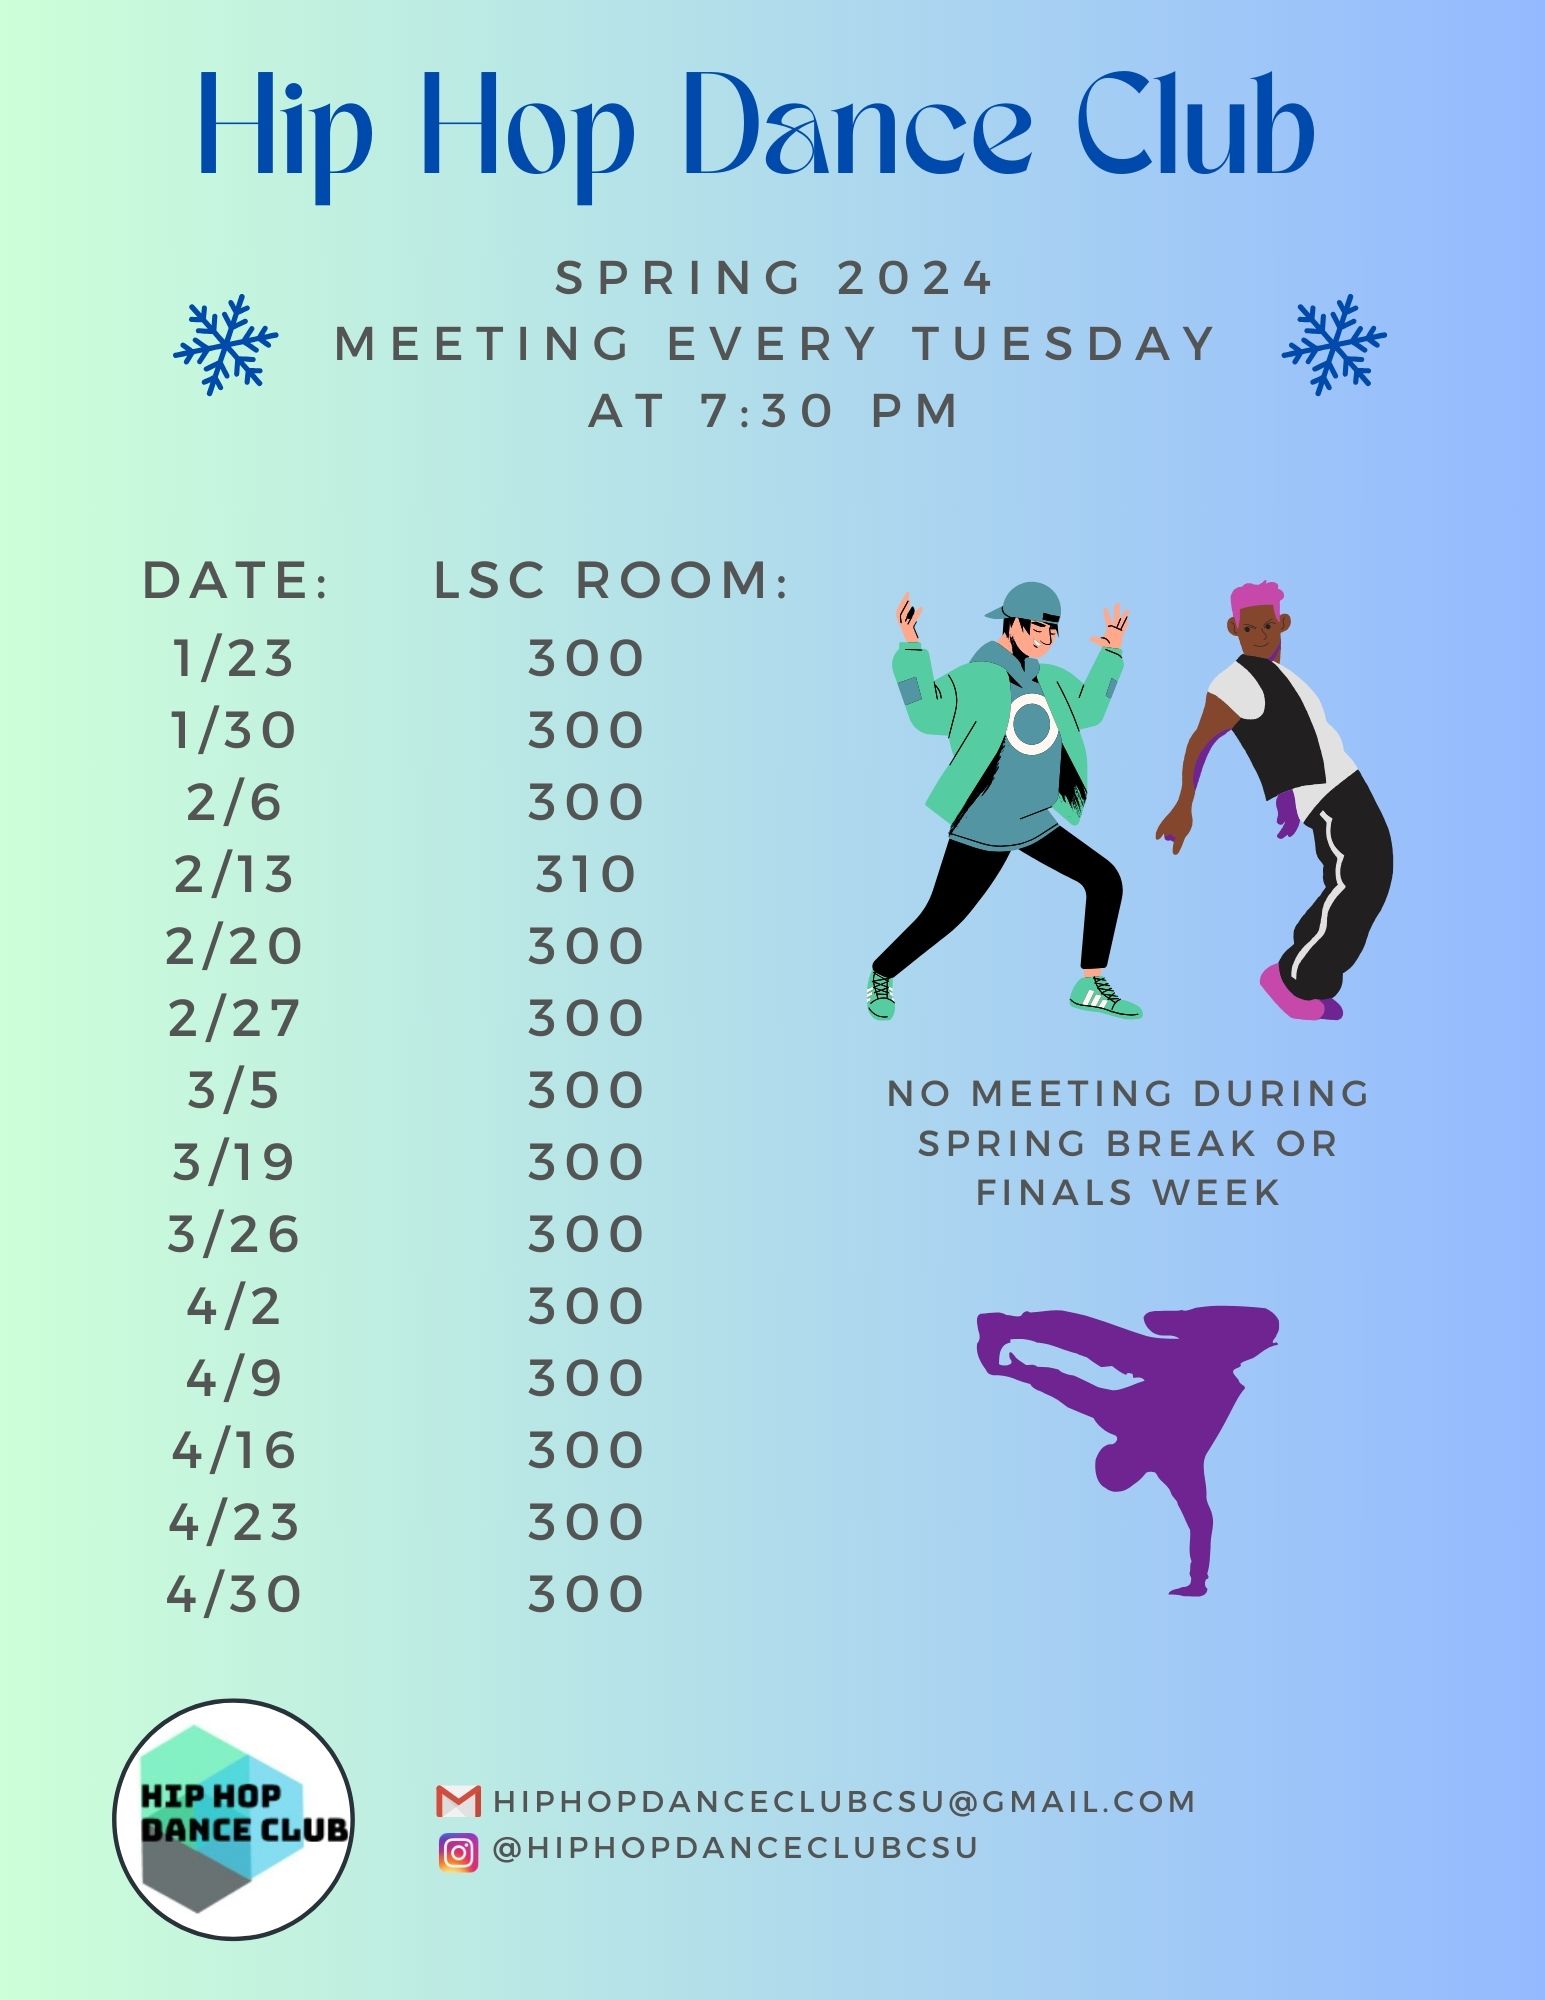 Hip Hop Dance Club
SPRING 2024
MEETING EVERY TUESDAY
AT 7:30 PM
DATE: LSC ROOM:
1/23 300
1/30 300
2/6 300
2/13 310
2/20 300
2/27 300
3/5 300
3/19 300
3/26 300
4/2 300
4/9 300
4/16 300
4/23 300
4/30 300
NO MEETING DURING
SPRING BREAK OR
FINALS WEEK
HIP HOP
DANCE CLUB
HIPHOPDANCECLUBCSU@GMAIL.COM
@HIPHOPDANCECLUBCSU